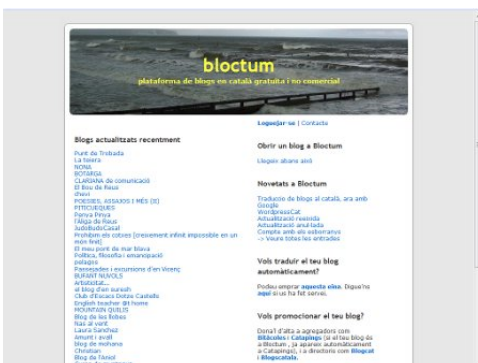 bloctum
plataforma de blogs en català gratuïta i no comercial
Loguejar-se | Contacte
Blogs actualitzats recentment
Punt de Trobada
La teiera
NONA
BOTARGA
CLARIANA de comunicació
El Bou de Reus
chevi
POESIES, ASSAJOS I MÉS (II)
PITICUEQUES
Penya Pinya
l'Àliga de Reus
JudoBudoCasal
Prohibim els cotxes [creixement infinit impossible en un
món finit]
El meu pont de mar blava
Política, filosofia i emancipació
pelagos
Passejades i excursions d'en Vicenç
BUFANT NUVOLS
Artistotiat...
el blog d'en suresh
Club d'Escacs Dotze Castells
English teacher @t home
MOUNTAIN QUILIS
Blog de les llobes
Nas al vent
Laura Sanchez
Amunt i avall
blog de mohana
Christian
Blog de l'Àngel
Obrir un blog a Bloctum
Llegeix abans això
Novetats a Bloctum
Traducció de blogs al català, ara amb
Google
WordpressCat
Actualització reeixida
Actualització anul·lada
Compte amb els esborranys
-> Veure totes les entrades
Vols traduir el teu blog
automàticament?
Podeu emprar aquesta eina. Digue'ns
aquí si us ha fet servei.
Vols promocionar el teu blog?
Dona'l d'alta a agregadors com
Bitàcoles i Catapings (si el teu blog és
a Bloctum, ja apareix automàticament
a Catapings), i a directoris com Blogcat
i Blogscatala.